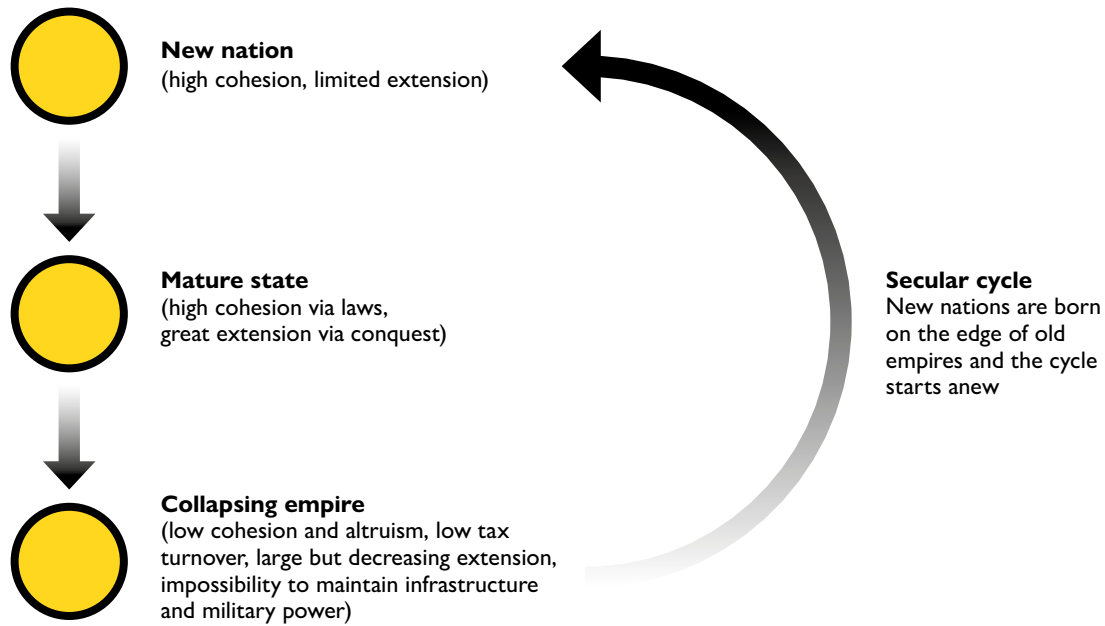 New nation
(high cohesion, limited extension)
Mature state
(high cohesion via laws,
great extension via conquest)
Secular cycle
New nations are born
on the edge of old
empires and the cycle
starts anew
Collapsing empire
(low cohesion and altruism, low tax
turnover, large but decreasing extension,
impossibility to maintain infrastructure
and military power)